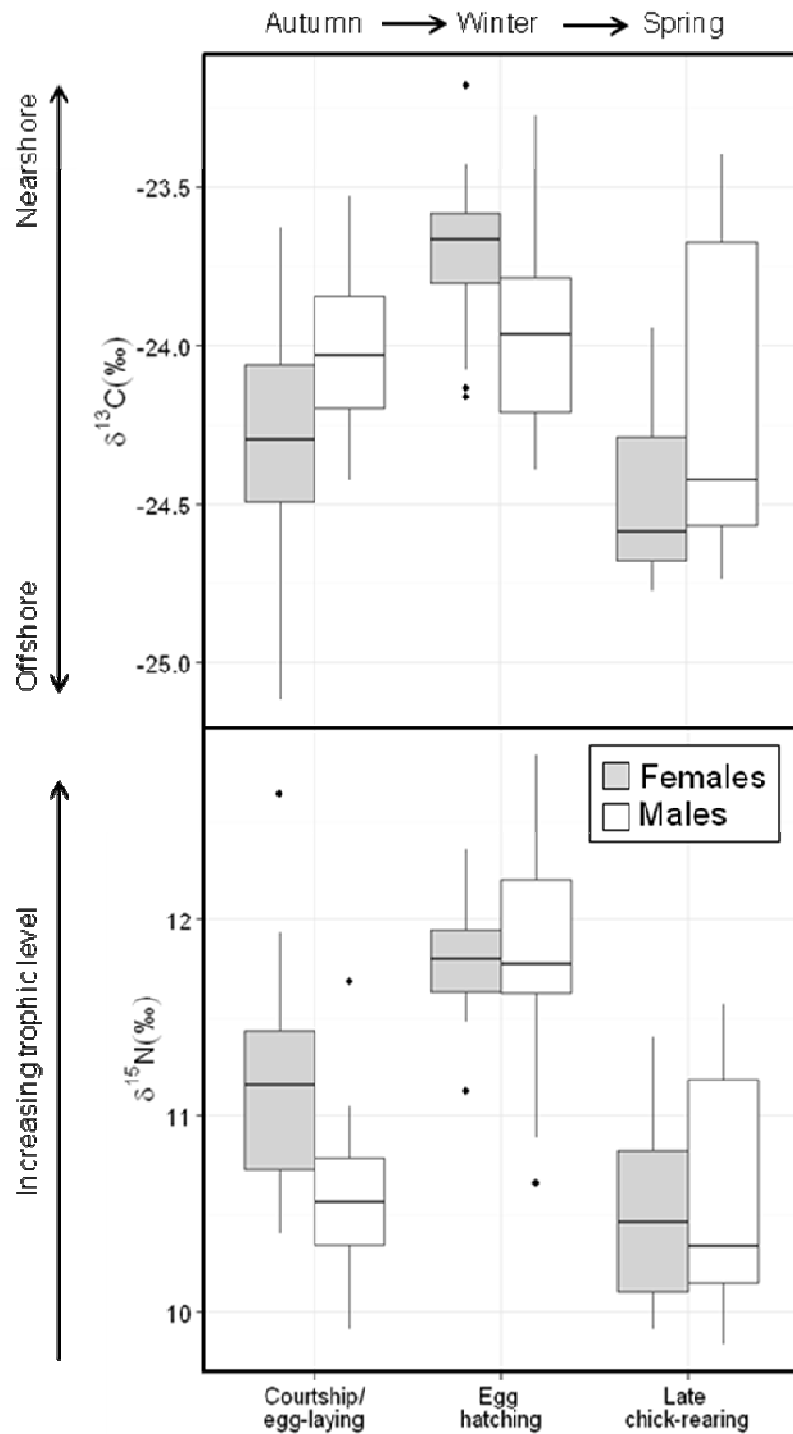 Autumn Winter Spring
Nearshore
Offshore
δ¹³C(‰)
-23.5
-24.0
-24.5
-25.0
Females
Males
Increasing trophic level
δ¹⁵N(‰)
12
11
10
Courtship/
egg-laying
Egg
hatching
Late
chick-rearing